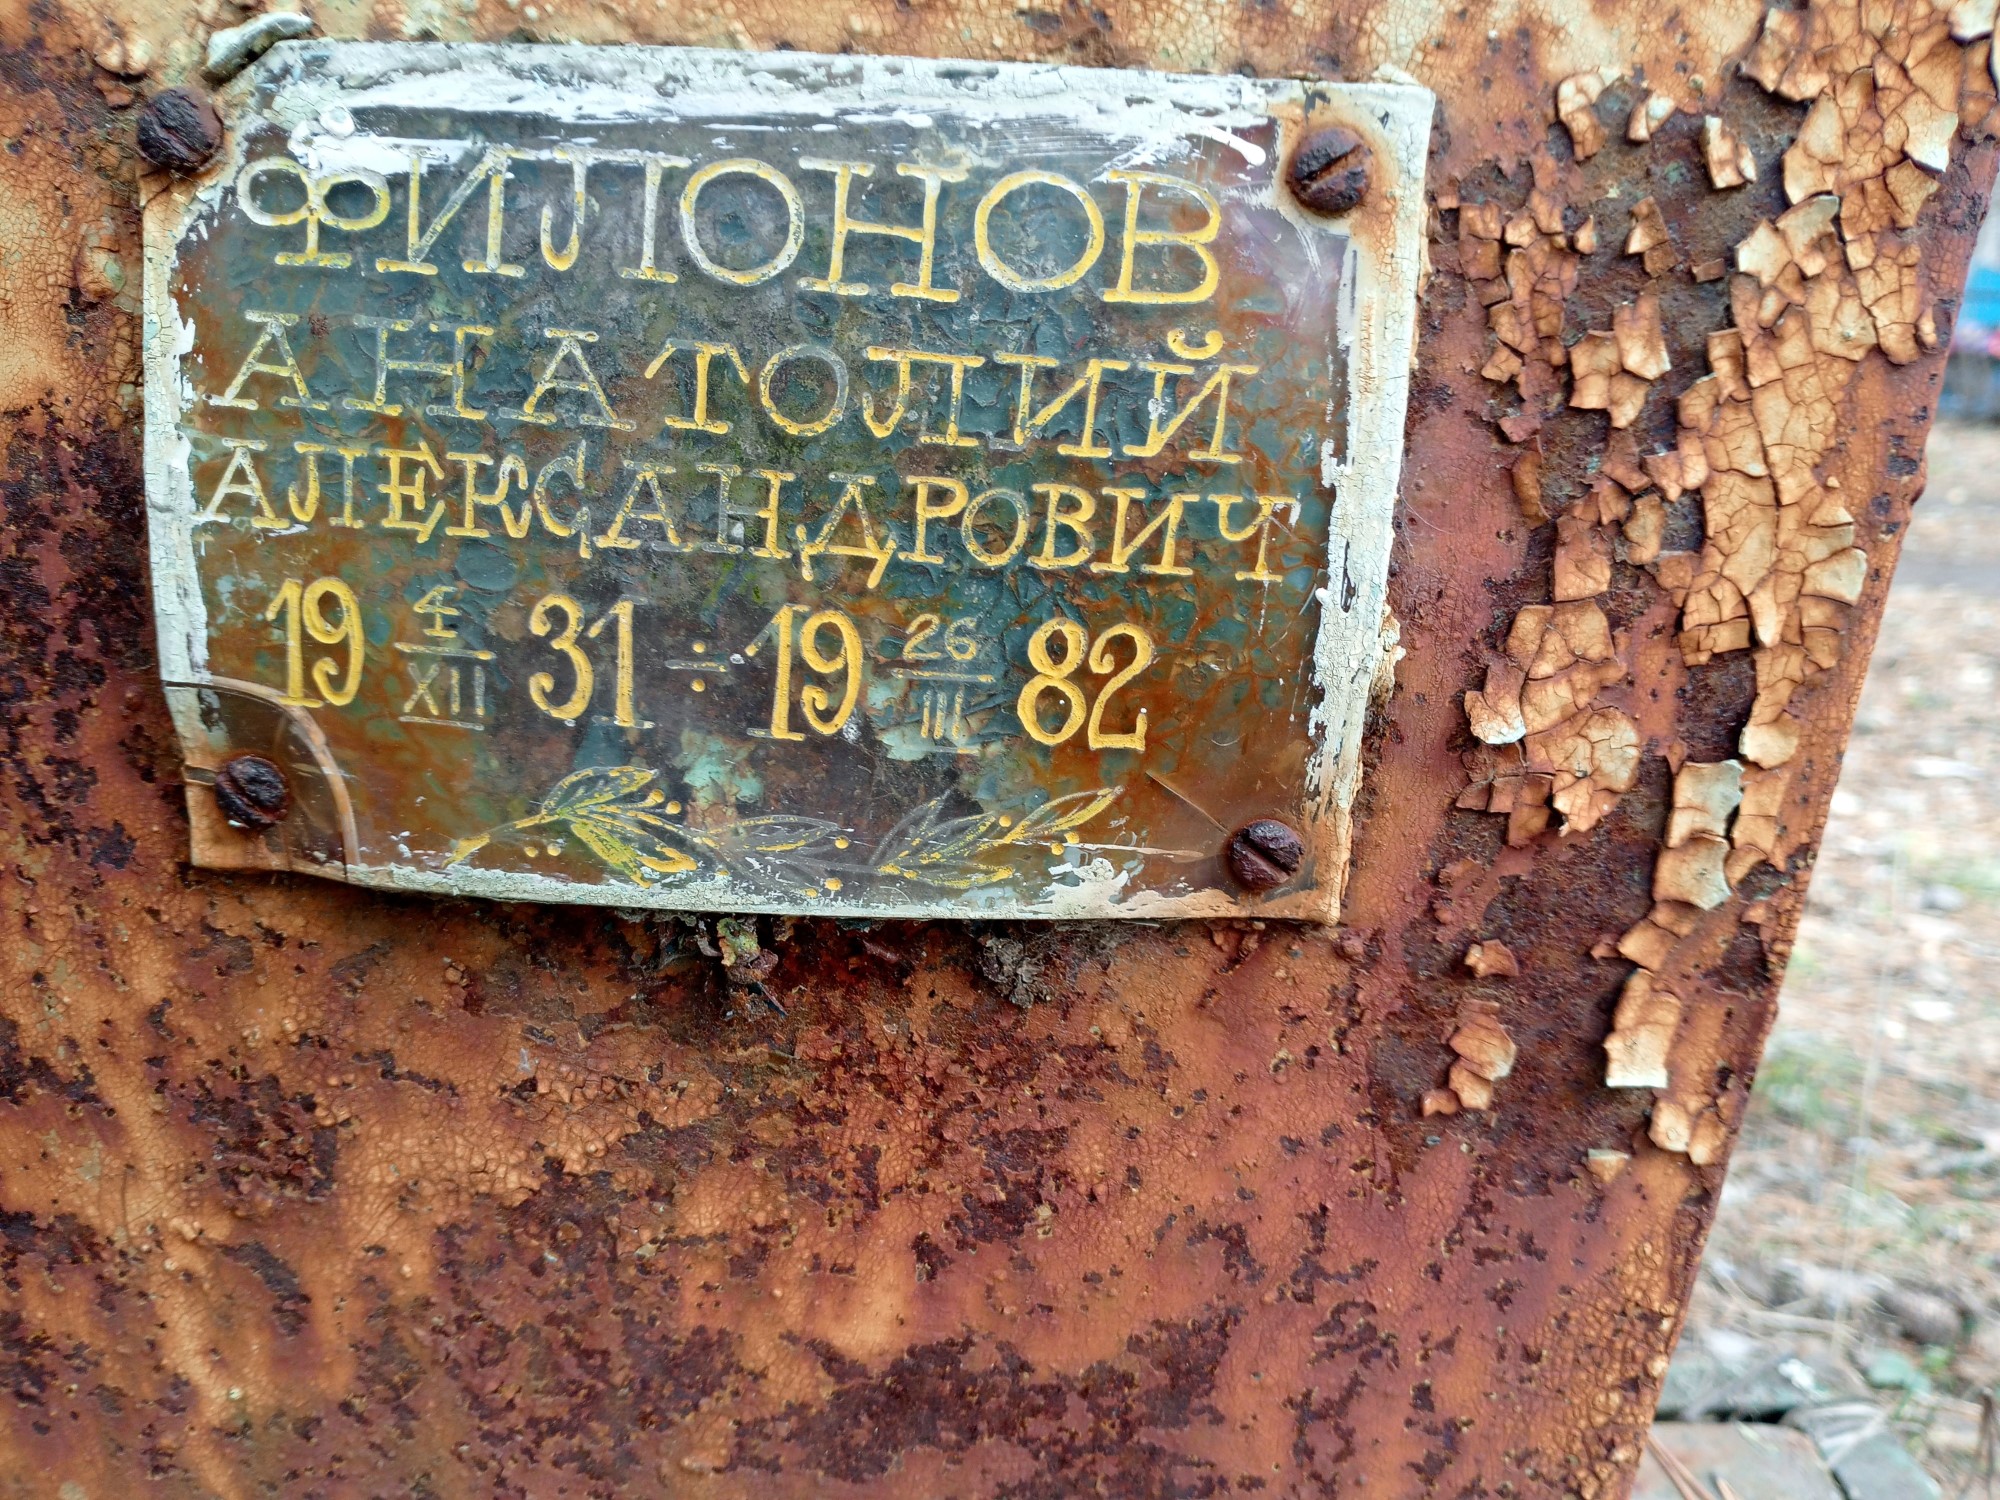 ФИЛОНОВ
АНАТОЛИЙ
АЛЕКСАНДРОВИЧ
19 4/XII 31 ÷ 19 26/III 82